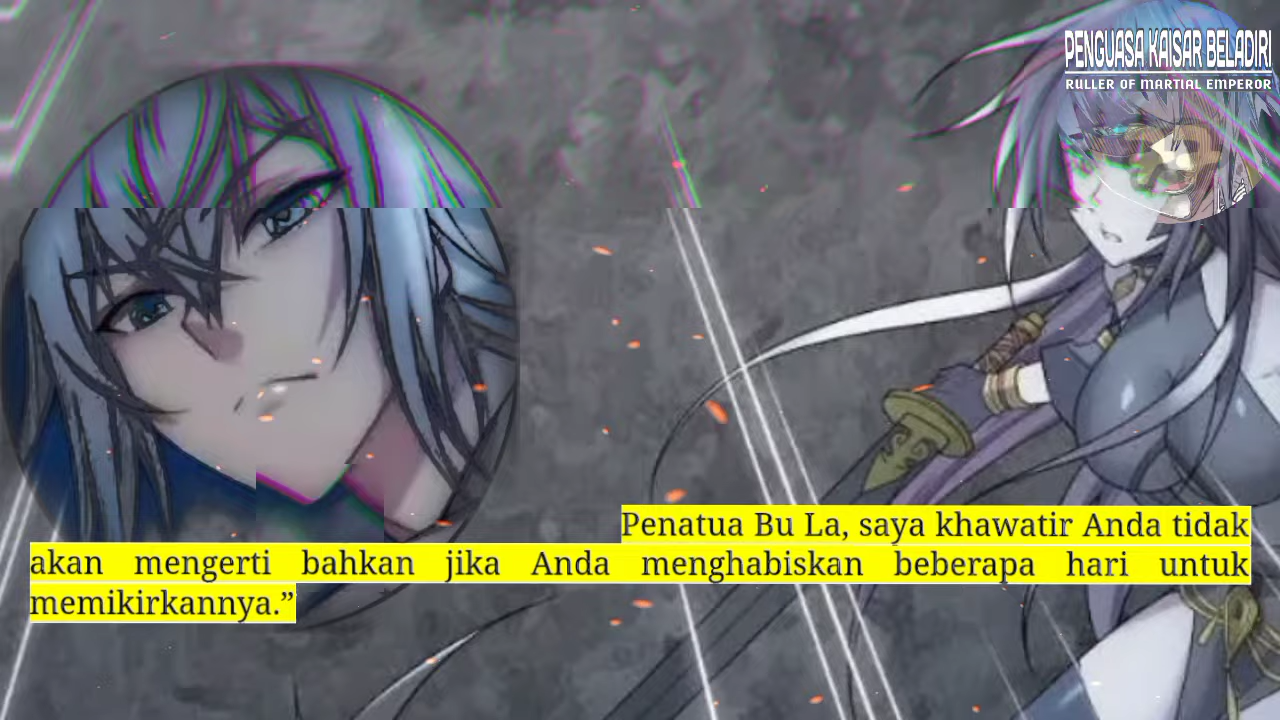 PENGUASA KAISAR BELADIRI
RULLER OF MARTIAL EMPEROR
Penatua Bu La, saya khawatir Anda tidak
akan mengerti bahkan jika Anda menghabiskan beberapa hari untuk
memikirkannya.”